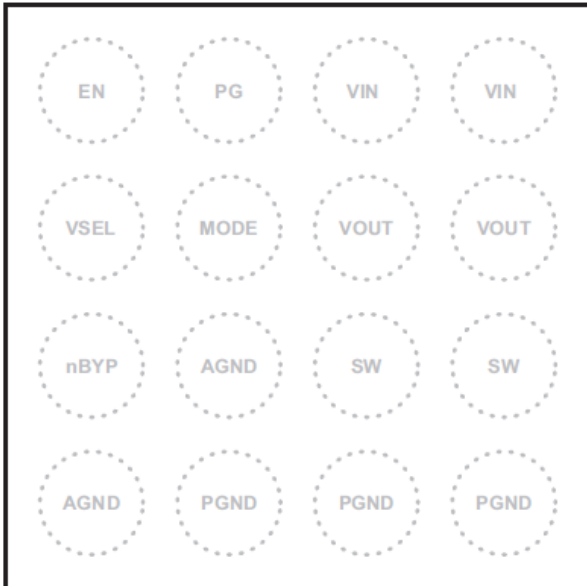 EN PG VIN VIN
VSEL MODE VOUT VOUT
nBYP AGND SW SW
AGND PGND PGND PGND